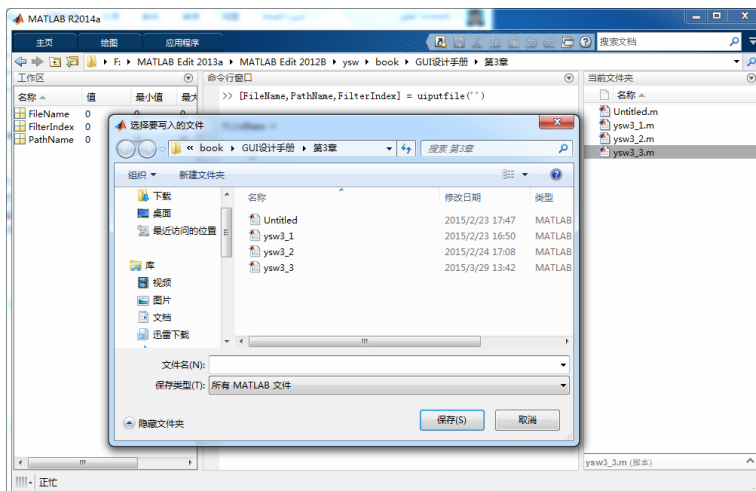 MATLAB R2014a
主页 绘图 应用程序 搜索文档
F: ▸ MATLAB Edit 2013a ▸ MATLAB Edit 2012B ▸ ysw ▸ book ▸ GUI设计手册 ▸ 第3章
工作区
名称 值 最小值 最大
FileName 0 0 0
FilterIndex 0
PathName 0
命令行窗口
>> [FileName,PathName,FilterIndex] = uiputfile('')
当前文件夹
名称
Untitled.m
ysw3_1.m
ysw3_2.m
ysw3_3.m
选择要写入的文件
« book ▸ GUI设计手册 ▸ 第3章 搜索 第3章
组织 新建文件夹
下载
桌面
最近访问的位置
库
视频
图片
文档
迅雷下载
名称 修改日期 类型
Untitled 2015/2/23 17:47 MATLAB
ysw3_1 2015/2/23 16:50 MATLAB
ysw3_2 2015/2/24 17:08 MATLAB
ysw3_3 2015/3/29 13:42 MATLAB
文件名(N):
保存类型(T): 所有 MATLAB 文件
隐藏文件夹 保存(S) 取消
ysw3_3.m (脚本)
正忙